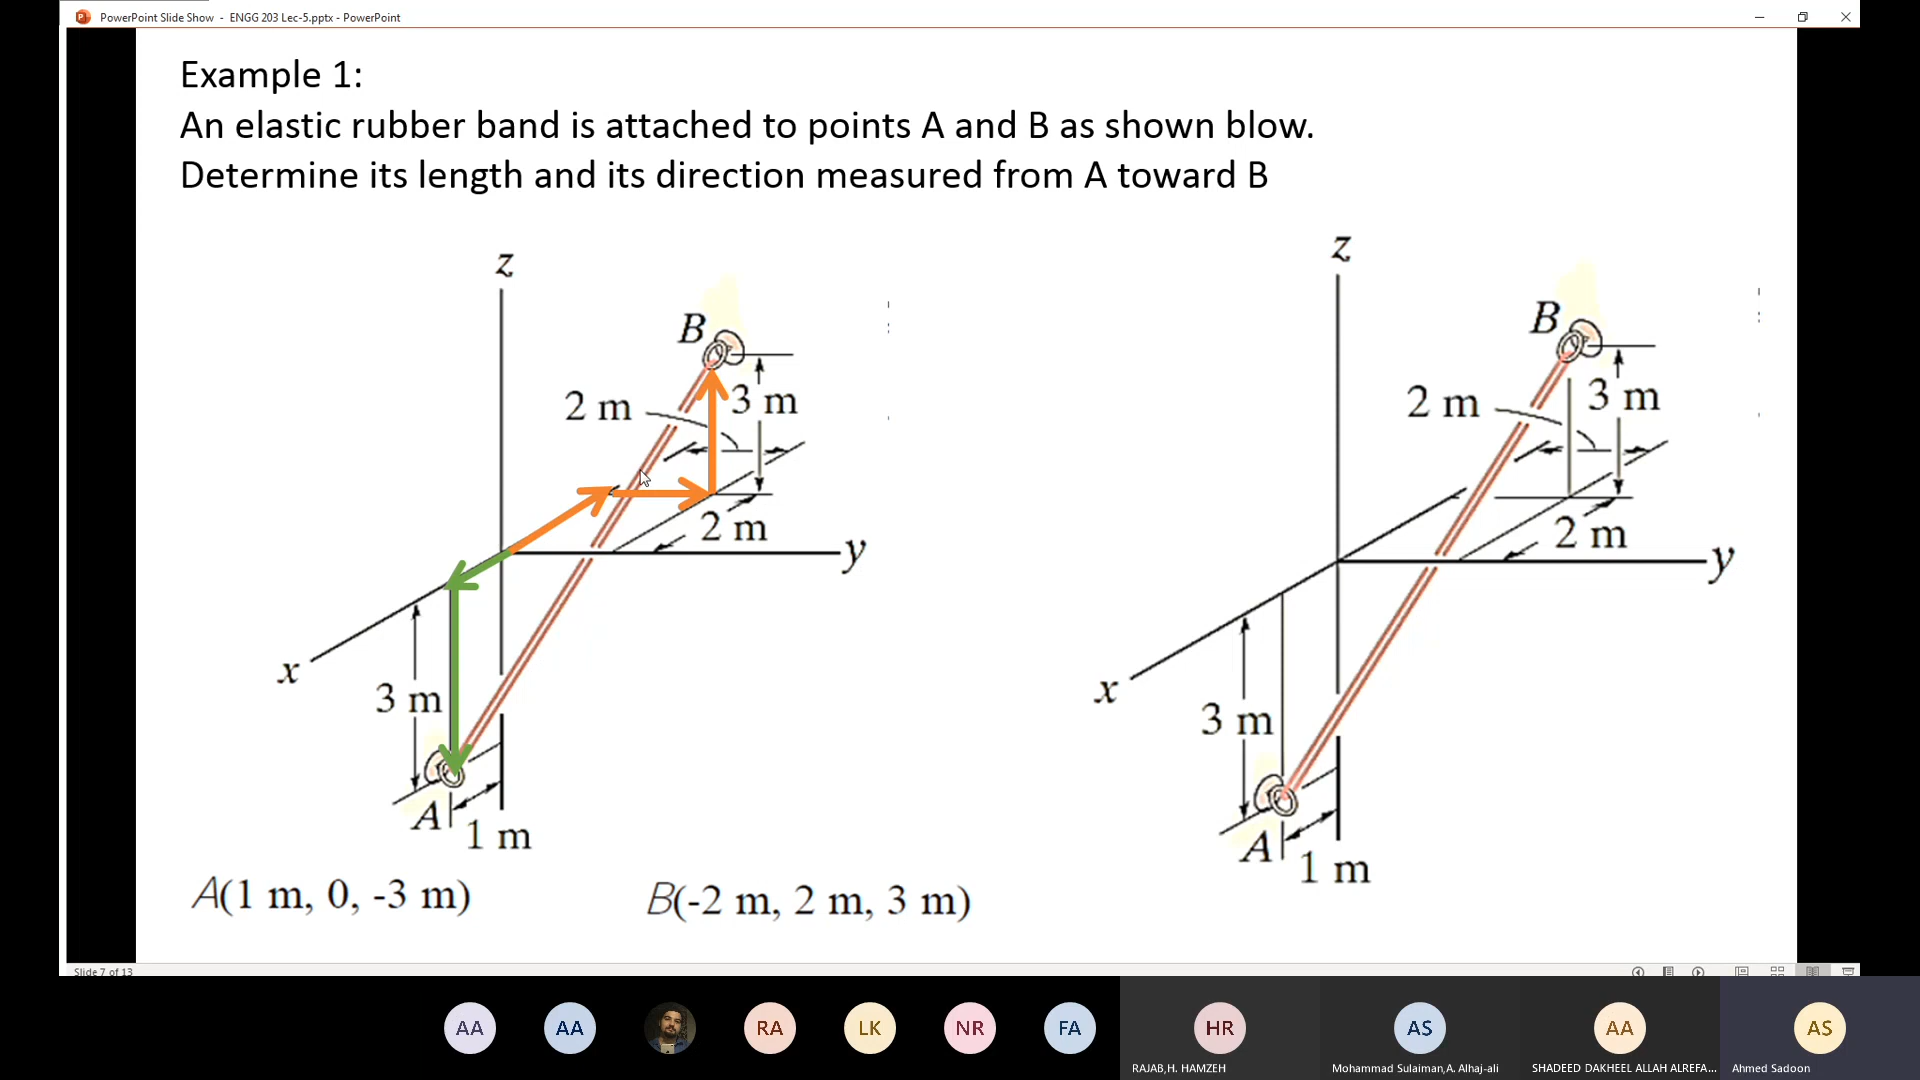 PowerPoint Slide Show - ENGG 203 Lec-5.pptx - PowerPoint
Example 1:
An elastic rubber band is attached to points A and B as shown blow.
Determine its length and its direction measured from A toward B
z
B
2 m
3 m
2 m
y
x
3 m
A
1 m
z
B
2 m
3 m
2 m
y
x
3 m
A
1 m
A(1 m, 0, -3 m)
B(-2 m, 2 m, 3 m)
Slide 7 of 13
AA
AA
RA
LK
NR
FA
HR
AS
AA
AS
RAJAB,H. HAMZEH
Mohammad Sulaiman,A. Alhaj-ali
SHADEED DAKHEEL ALLAH ALREFA...
Ahmed Sadoon